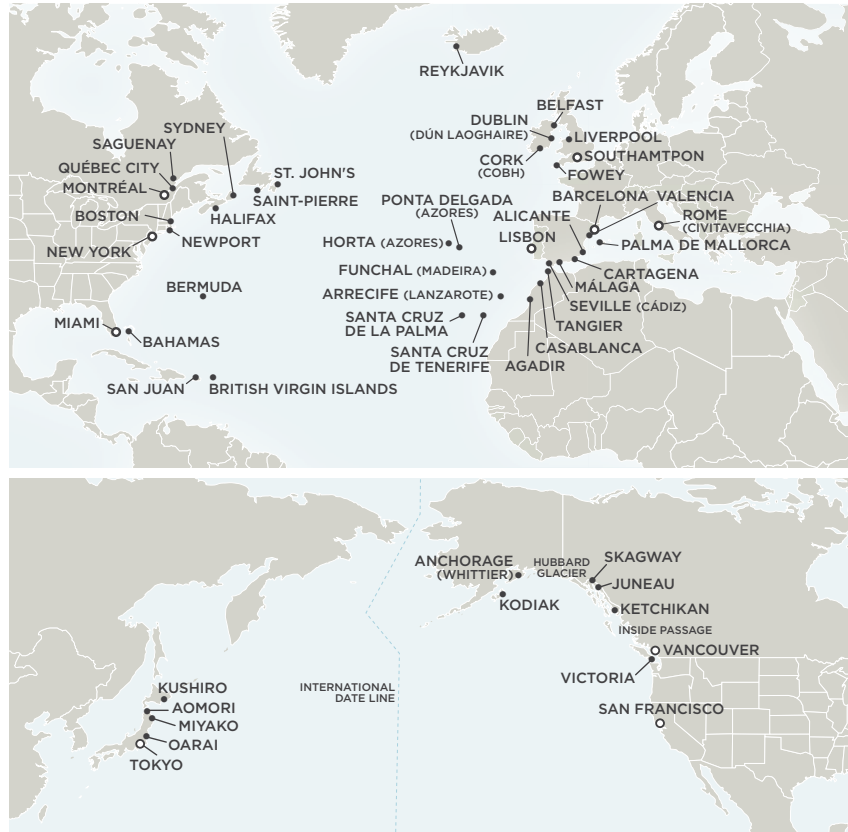 REYKJAVIK
BELFAST
DUBLIN
(DÚN LAOGHAIRE)
LIVERPOOL
SOUTHAMTPON
CORK
(COBH)
FOWEY
SYDNEY
SAGUENAY
QUÉBEC CITY
MONTRÉAL
ST. JOHN'S
SAINT-PIERRE
HALIFAX
BOSTON
NEWPORT
NEW YORK
PONTA DELGADA
(AZORES)
HORTA (AZORES)
BARCELONA
VALENCIA
ALICANTE
LISBON
ROME
(CIVITAVECCHIA)
PALMA DE MALLORCA
FUNCHAL (MADEIRA)
CARTAGENA
MÁLAGA
BERMUDA
ARRECIFE (LANZAROTE)
SEVILLE (CÁDIZ)
MIAMI
BAHAMAS
SANTA CRUZ
DE LA PALMA
TANGIER
SANTA CRUZ
DE TENERIFE
CASABLANCA
AGADIR
SAN JUAN
BRITISH VIRGIN ISLANDS
ANCHORAGE
(WHITTIER)
HUBBARD
GLACIER
SKAGWAY
JUNEAU
KODIAK
KETCHIKAN
INSIDE PASSAGE
VANCOUVER
VICTORIA
KUSHIRO
INTERNATIONAL
DATE LINE
AOMORI
SAN FRANCISCO
MIYAKO
OARAI
TOKYO